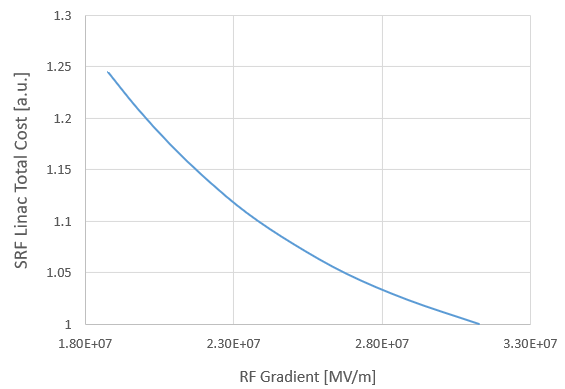 1.3
1.25
1.2
1.15
1.1
1.05
1
SRF Linac Total Cost [a.u.]
1.80E+07 2.30E+07 2.80E+07 3.30E+07
RF Gradient [MV/m]